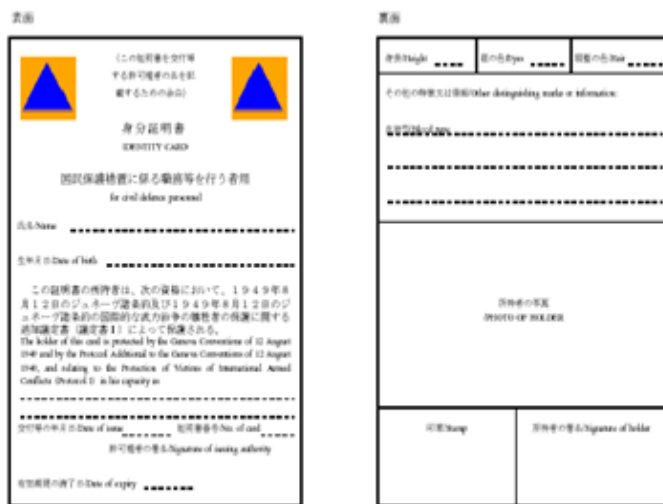 表面
(この証明書を交付等
する許可権者の名を記
載するための余白)
身分証明書
IDENTITY CARD
国民保護措置に係る職務等を行う者用
for civil defence personnel
氏名Name
生年月日Date of birth
この証明書の所持者は、次の資格において、1949年8
月12日のジュネーヴ諸条約及び1949年8月12日のジ
ュネーヴ諸条約の国際的な武力紛争の犠牲者の保護に関する
追加議定書(議定書I)によって保護される。
The holder of this card is protected by the Geneva Conventions of 12 August
1949 and by the Protocol Additional to the Geneva Conventions of 12 August
1949, and relating to the Protection of Victims of International Armed
Conflicts (Protocol I) in his capacity as
交付等の年月日Date of issue 証明書番号No. of card
許可権者の署名Signature of issuing authority
有効期間の満了日Date of expiry
裏面
身長Height 眼の色Eyes 頭髪の色Hair
その他の特徴又は情報Other distinguishing marks or information:
血液型Blood type
所持者の写真
PHOTO OF HOLDER
印章Stamp 所持者の署名Signature of holder